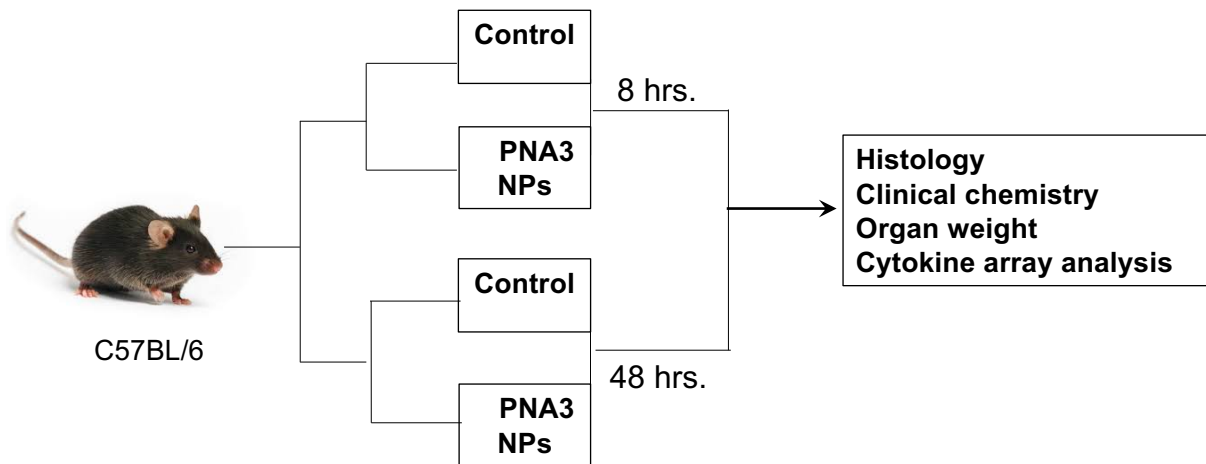 Control
8 hrs.
PNA3
NPs
C57BL/6
Control
48 hrs.
PNA3
NPs
Histology
Clinical chemistry
Organ weight
Cytokine array analysis